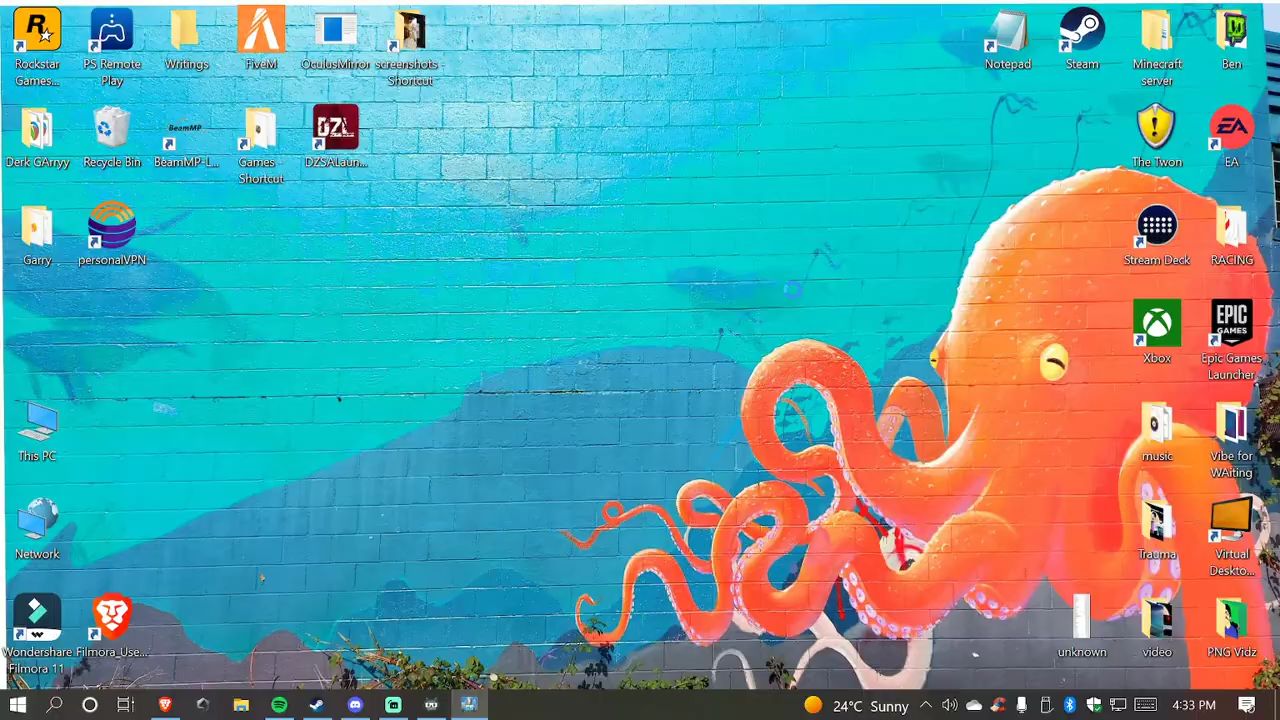 Rockstar
Games...
PS Remote
Play
Writings
FiveM
OculusMirror
screenshots
Shortcut
Notepad
Steam
Minecraft
server
Ben
Derk GArryy
Recycle Bin
BeamMP
BeamMP-L...
Games -
Shortcut
DZL
DZSALaun...
The Twon
EA
EA
Garry
personalVPN
Stream Deck
RACING
Xbox
EPIC
GAMES
Epic Games
Launcher
This PC
music
Vibe for
WAiting
Network
Trauma
Virtual
Deskto...
Wondershare
Filmora 11
Filmora_Use...
unknown
video
PNG Vidz
24°C Sunny
4:33 PM